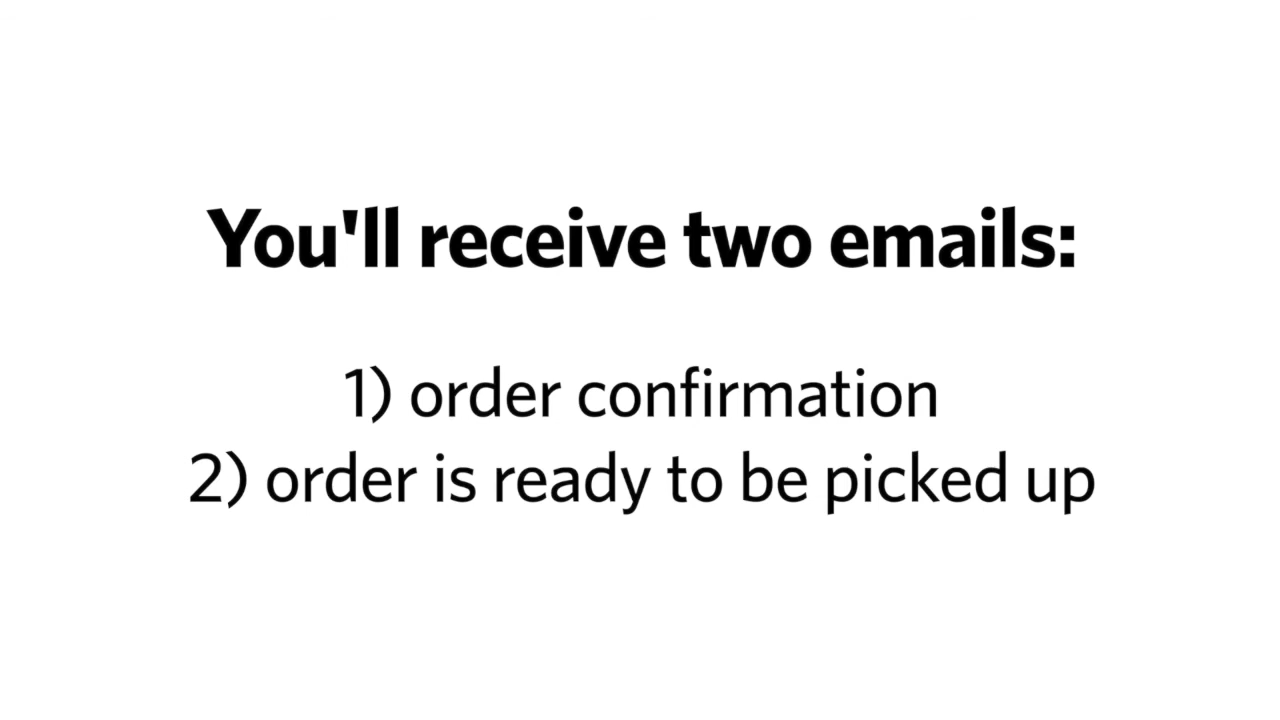 You'll receive two emails:
1) order confirmation
2) order is ready to be picked up